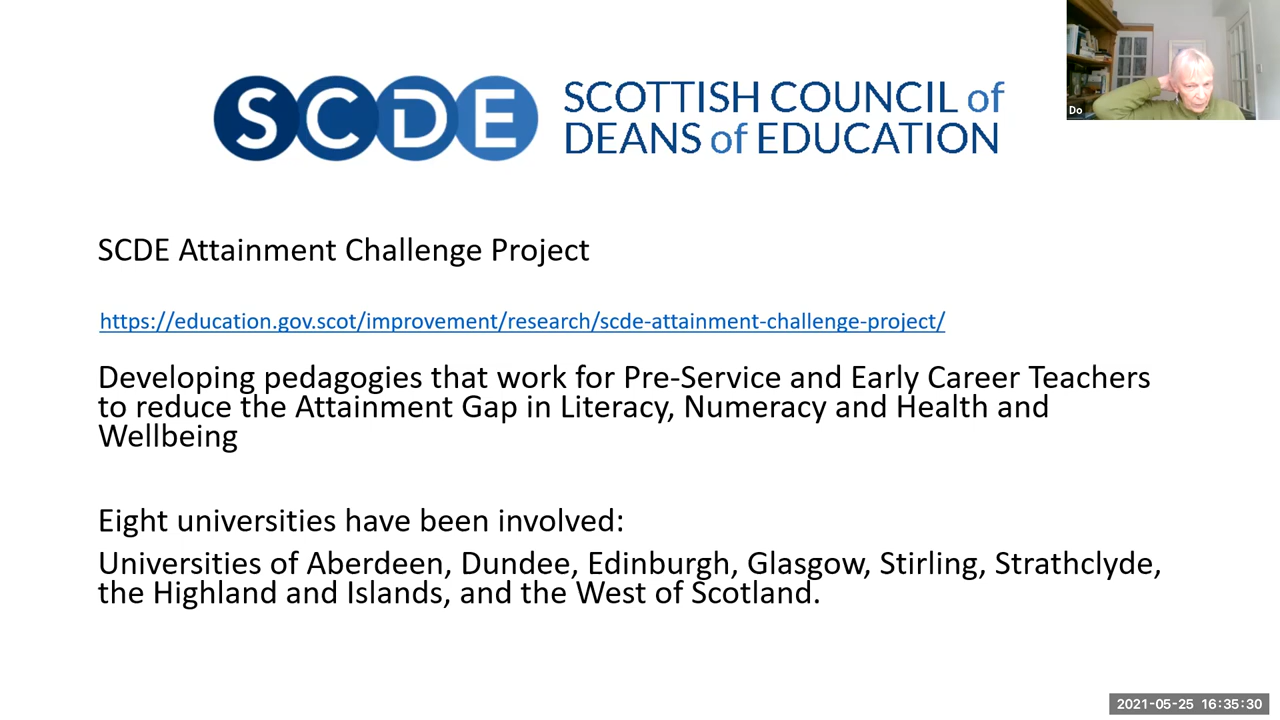 SCDE
SCOTTISH COUNCIL of
DEANS of EDUCATION
Do
SCDE Attainment Challenge Project
https://education.gov.scot/improvement/research/scde-attainment-challenge-project/
Developing pedagogies that work for Pre-Service and Early Career Teachers
to reduce the Attainment Gap in Literacy, Numeracy and Health and
Wellbeing
Eight universities have been involved:
Universities of Aberdeen, Dundee, Edinburgh, Glasgow, Stirling, Strathclyde,
the Highland and Islands, and the West of Scotland.
2021-05-25 16:35:30